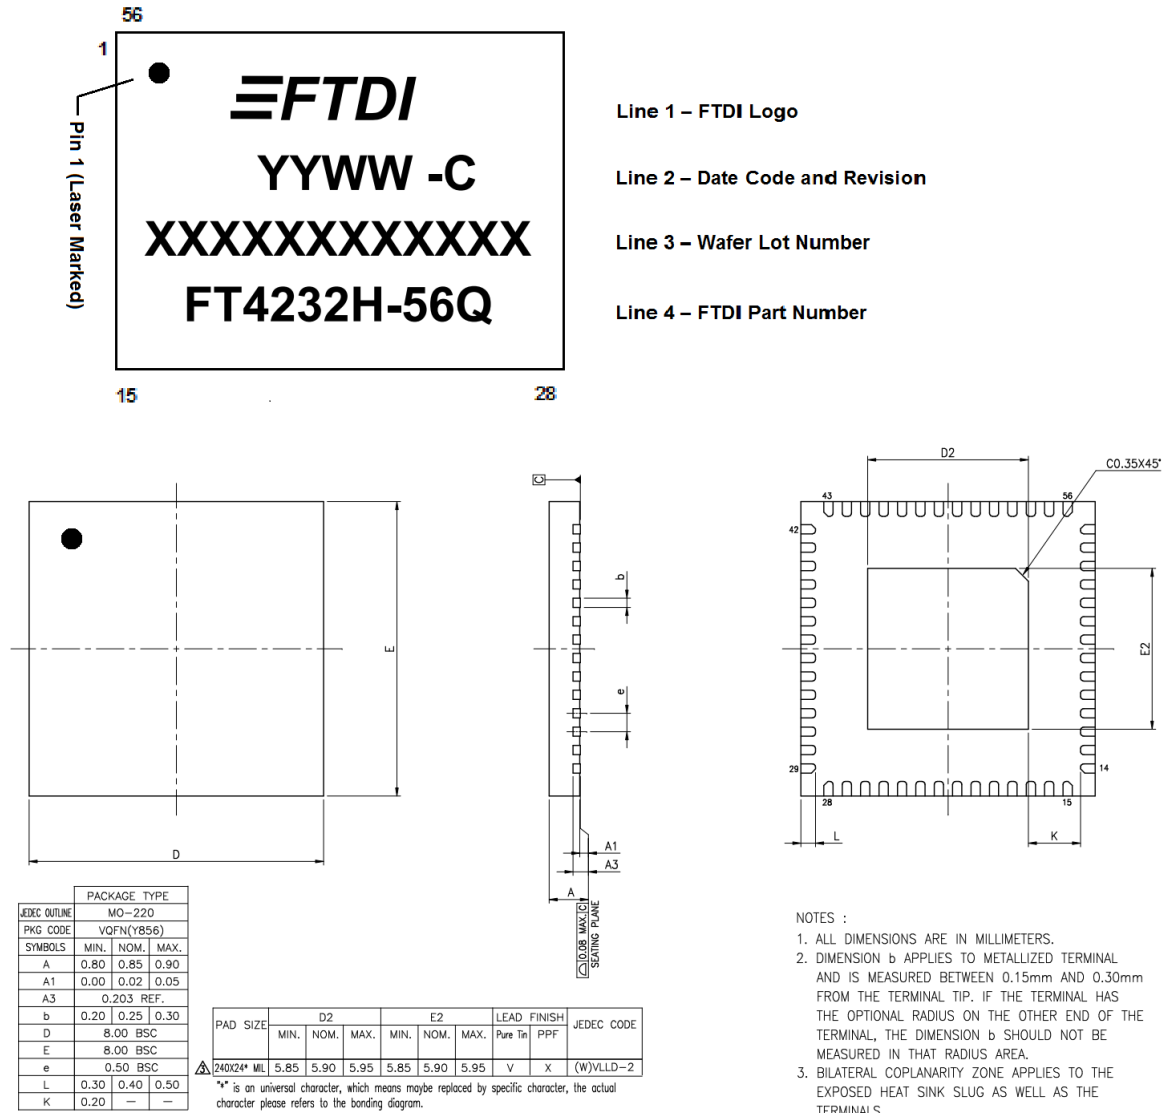 56
1
FTDI
Line 1 – FTDI Logo
YYWW -C
Line 2 – Date Code and Revision
XXXXXXXXXXXX
Line 3 – Wafer Lot Number
FT4232H-56Q
Line 4 – FTDI Part Number
Pin 1 (Laser Marked)
15
28
D
E
C
b
e
A1
A3
A
0.08 MAX. C
SEATING PLANE
D2
C0.35X45°
43
56
42
E2
29
14
28
15
L
K
PACKAGE TYPE
JEDEC OUTLINE MO-220
PKG CODE VQFN(Y856)
SYMBOLS MIN. NOM. MAX.
A 0.80 0.85 0.90
A1 0.00 0.02 0.05
A3 0.203 REF.
b 0.20 0.25 0.30
D 8.00 BSC
E 8.00 BSC
e 0.50 BSC
L 0.30 0.40 0.50
K 0.20 — —
PAD SIZE D2 E2 LEAD FINISH JEDEC CODE
MIN. NOM. MAX. MIN. NOM. MAX. Pure Tin PPF
3 240X24* MIL 5.85 5.90 5.95 5.85 5.90 5.95 V X (W)VLLD-2
"*" is an universal character, which means maybe replaced by specific character, the actual
character please refers to the bonding diagram.
NOTES :
1. ALL DIMENSIONS ARE IN MILLIMETERS.
2. DIMENSION b APPLIES TO METALLIZED TERMINAL
AND IS MEASURED BETWEEN 0.15mm AND 0.30mm
FROM THE TERMINAL TIP. IF THE TERMINAL HAS
THE OPTIONAL RADIUS ON THE OTHER END OF THE
TERMINAL, THE DIMENSION b SHOULD NOT BE
MEASURED IN THAT RADIUS AREA.
3. BILATERAL COPLANARITY ZONE APPLIES TO THE
EXPOSED HEAT SINK SLUG AS WELL AS THE
TERMINALS